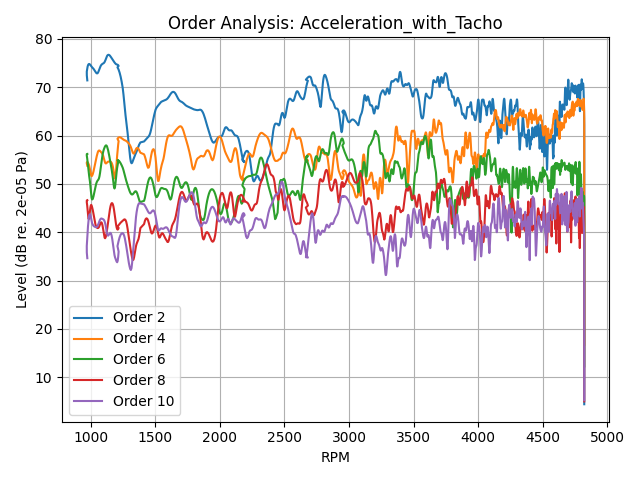 Order Analysis: Acceleration_with_Tacho
Level (dB re. 2e-05 Pa)
80
70
60
50
40
30
20
10
Order 2
Order 4
Order 6
Order 8
Order 10
1000 1500 2000 2500 3000 3500 4000 4500 5000
RPM